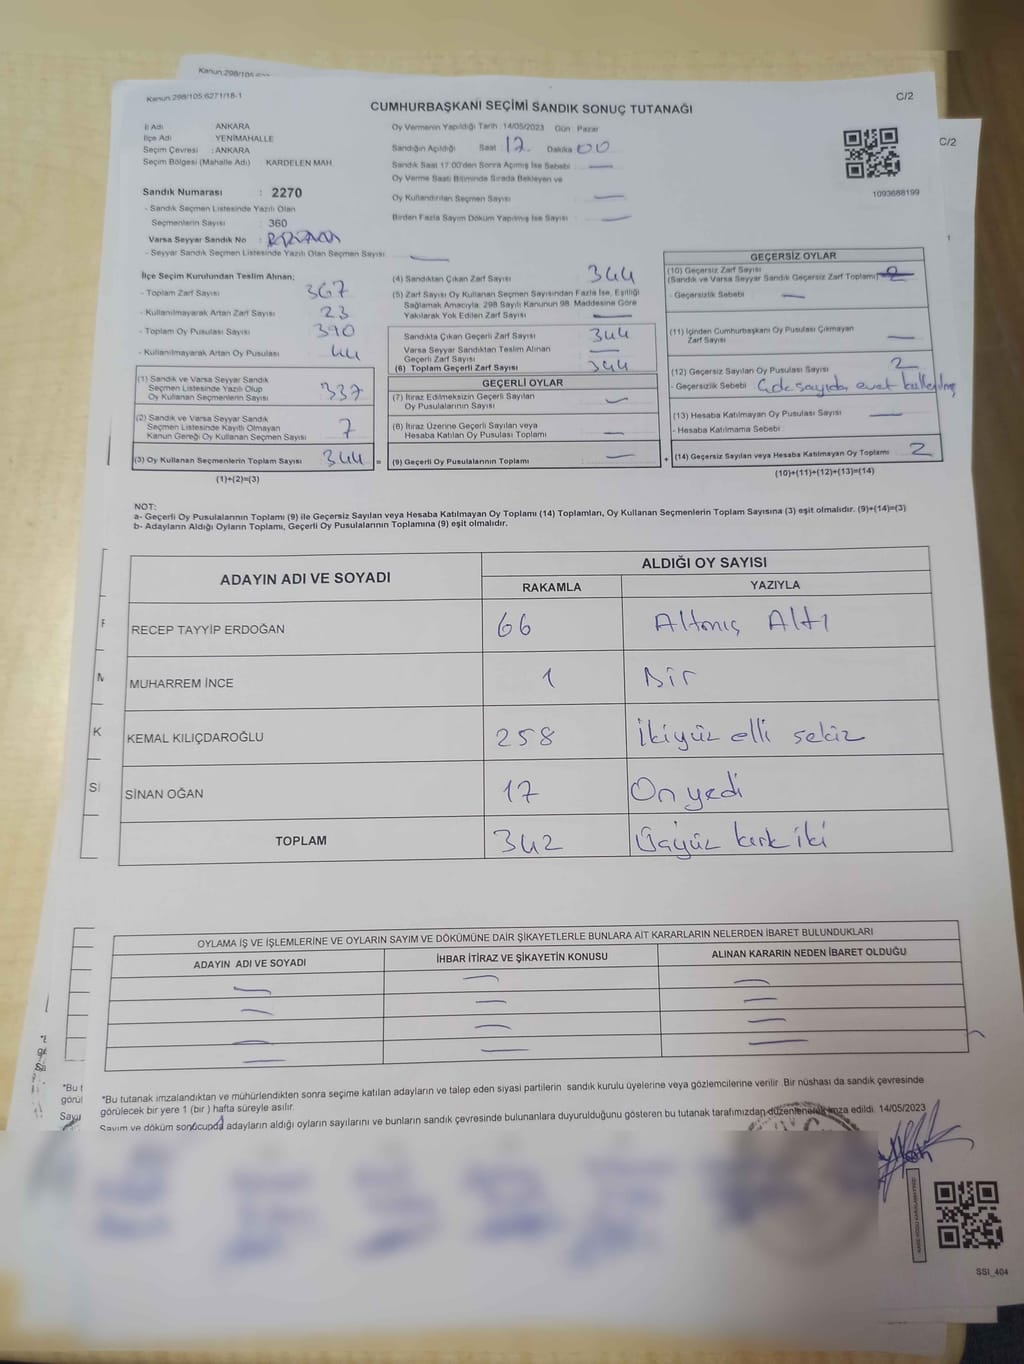 Kanun:298/105
Kanun:298/105;6271/18-1
C/2
CUMHURBAŞKANI SEÇİMİ SANDIK SONUÇ TUTANAĞI
C/2
İl Adı ANKARA
İlçe Adı YENİMAHALLE
Seçim Çevresi : ANKARA
Seçim Bölgesi (Mahalle Adı) : KARDELEN MAH
Oy Vermenin Yapıldığı Tarih : 14/05/2023 Gün : Pazar
Sandığın Açıldığı Saat : 17 Dakika 00
Sandık Saat 17:00'den Sonra Açılmış İse Sebebi : —
Oy Verme Saati Bitiminde Sırada Bekleyen ve
Oy Kullandırılan Seçmen Sayısı —
Birden Fazla Sayım Döküm Yapılmış İse Sayısı : —
1093688199
Sandık Numarası : 2270
- Sandık Seçmen Listesinde Yazılı Olan
Seçmenlerin Sayısı : 360
Varsa Seyyar Sandık No :
- Seyyar Sandık Seçmen Listesinde Yazılı Olan Seçmen Sayısı : —
İlçe Seçim Kurulundan Teslim Alınan;
- Toplam Zarf Sayısı 367
- Kullanılmayarak Artan Zarf Sayısı : 23
- Toplam Oy Pusulası Sayısı : 390
- Kullanılmayarak Artan Oy Pusulası : 44
(1) Sandık ve Varsa Seyyar Sandık
Seçmen Listesinde Yazılı Olup
Oy Kullanan Seçmenlerin Sayısı : 337
(2) Sandık ve Varsa Seyyar Sandık
Seçmen Listesinde Kayıtlı Olmayan
Kanun Gereği Oy Kullanan Seçmen Sayısı : 7
(3) Oy Kullanan Seçmenlerin Toplam Sayısı : 344 =
(1)+(2)=(3)
(4) Sandıktan Çıkan Zarf Sayısı 344
(5) Zarf Sayısı Oy Kullanan Seçmen Sayısından Fazla İse, Eşitliği
Sağlamak Amacıyla, 298 Sayılı Kanunun 98. Maddesine Göre
Yakılarak Yok Edilen Zarf Sayısı : —
Sandıkta Çıkan Geçerli Zarf Sayısı : 344
Varsa Seyyar Sandıktan Teslim Alınan
Geçerli Zarf Sayısı : —
(6) Toplam Geçerli Zarf Sayısı : 344
GEÇERLİ OYLAR
(7) İtiraz Edilmeksizin Geçerli Sayılan
Oy Pusulalarının Sayısı : —
(8) İtiraz Üzerine Geçerli Sayılan veya
Hesaba Katılan Oy Pusulası Toplamı : —
(9) Geçerli Oy Pusulalarının Toplamı : — +
GEÇERSİZ OYLAR
(10) Geçersiz Zarf Sayısı
(Sandık ve Varsa Seyyar Sandık Geçersiz Zarf Toplamı) : 2
- Geçersizlik Sebebi : —
(11) İçinden Cumhurbaşkanı Oy Pusulası Çıkmayan
Zarf Sayısı : —
(12) Geçersiz Sayılan Oy Pusulası Sayısı : 2
- Geçersizlik Sebebi : Çok sayıda evet
(13) Hesaba Katılmayan Oy Pusulası Sayısı : —
- Hesaba Katılmama Sebebi :
(14) Geçersiz Sayılan veya Hesaba Katılmayan Oy Toplamı : 2
(10)+(11)+(12)+(13)=(14)
NOT:
a- Geçerli Oy Pusulalarının Toplamı (9) ile Geçersiz Sayılan veya Hesaba Katılmayan Oy Toplamı (14) Toplamları, Oy Kullanan Seçmenlerin Toplam Sayısına (3) eşit olmalıdır. (9)+(14)=(3)
b- Adayların Aldığı Oyların Toplamı, Geçerli Oy Pusulalarının Toplamına (9) eşit olmalıdır.
ADAYIN ADI VE SOYADI ALDIĞI OY SAYISI
RAKAMLA YAZIYLA
RECEP TAYYİP ERDOĞAN 66 Altmış Altı
MUHARREM İNCE 1 Bir
KEMAL KILIÇDAROĞLU 258 İkiyüz elli sekiz
SİNAN OĞAN 17 On yedi
TOPLAM 342 Üçyüz kırk iki
OYLAMA İŞ VE İŞLEMLERİNE VE OYLARIN SAYIM VE DÖKÜMÜNE DAİR ŞİKAYETLERLE BUNLARA AİT KARARLARIN NELERDEN İBARET BULUNDUKLARI
ADAYIN ADI VE SOYADI İHBAR İTİRAZ VE ŞİKAYETİN KONUSU ALINAN KARARIN NEDEN İBARET OLDUĞU
— — —
— — —
— — —
— — —
*Bu tutanak imzalandıktan ve mühürlendikten sonra seçime katılan adayların ve talep eden siyasi partilerin sandık kurulu üyelerine veya gözlemcilerine verilir .Bir nüshası da sandık çevresinde
görülecek bir yere 1 (bir ) hafta süreyle asılır.
Sayım ve döküm sonucunda adayların aldığı oyların sayılarını ve bunların sandık çevresinde bulunanlara duyurulduğunu gösteren bu tutanak tarafımızdan düzenlenerek imza edildi. 14/05/2023
SSI_404